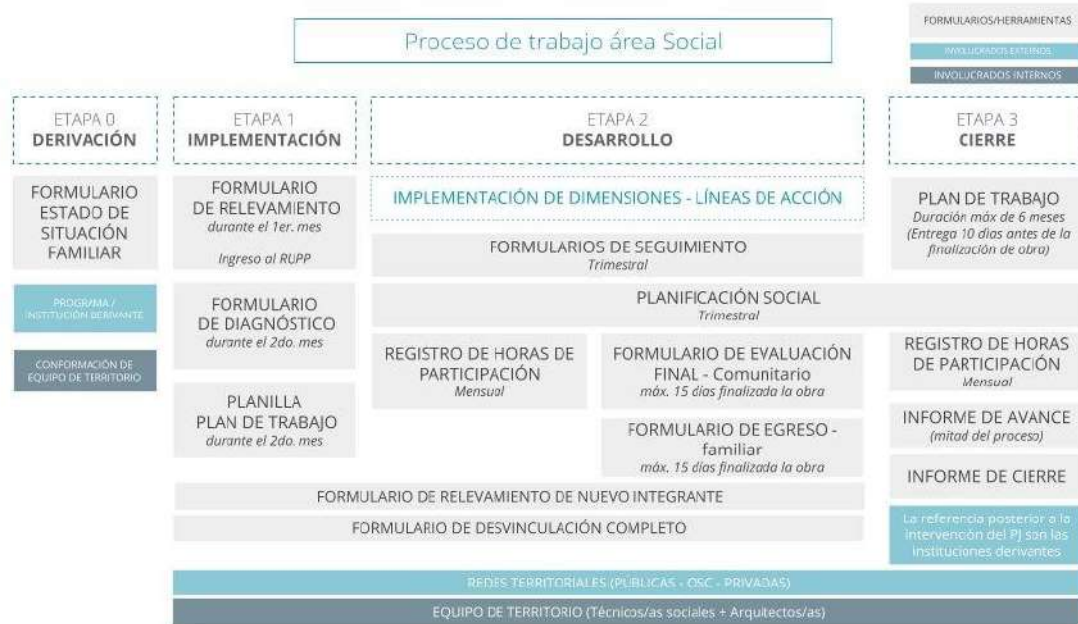 Proceso de trabajo área Social
FORMULARIOS/HERRAMIENTAS
INVOLUCRADOS EXTERNOS
INVOLUCRADOS INTERNOS
ETAPA 0
DERIVACIÓN
FORMULARIO
ESTADO DE
SITUACIÓN
FAMILIAR
PROGRAMA /
INSTITUCIÓN DERIVANTE
CONFORMACIÓN DE
EQUIPO DE TERRITORIO
ETAPA 1
IMPLEMENTACIÓN
FORMULARIO
DE RELEVAMIENTO
durante el 1er. mes
Ingreso al RUPP
FORMULARIO
DE DIAGNÓSTICO
durante el 2do. mes
PLANILLA
PLAN DE TRABAJO
durante el 2do. mes
ETAPA 2
DESARROLLO
IMPLEMENTACIÓN DE DIMENSIONES - LÍNEAS DE ACCIÓN
FORMULARIOS DE SEGUIMIENTO
Trimestral
PLANIFICACIÓN SOCIAL
Trimestral
REGISTRO DE HORAS DE
PARTICIPACIÓN
Mensual
FORMULARIO DE EVALUACIÓN
FINAL - Comunitario
máx. 15 días finalizada la obra
FORMULARIO DE EGRESO -
familiar
máx. 15 días finalizada la obra
FORMULARIO DE RELEVAMIENTO DE NUEVO INTEGRANTE
FORMULARIO DE DESVINCULACIÓN COMPLETO
ETAPA 3
CIERRE
PLAN DE TRABAJO
Duración máx de 6 meses
(Entrega 10 días antes de la
finalización de obra)
REGISTRO DE HORAS
DE PARTICIPACIÓN
Mensual
INFORME DE AVANCE
(mitad del proceso)
INFORME DE CIERRE
La referencia posterior a la
intervención del PJ son las
instituciones derivantes
REDES TERRITORIALES (PÚBLICAS - OSC - PRIVADAS)
EQUIPO DE TERRITORIO (Técnicos/as sociales + Arquitectos/as)